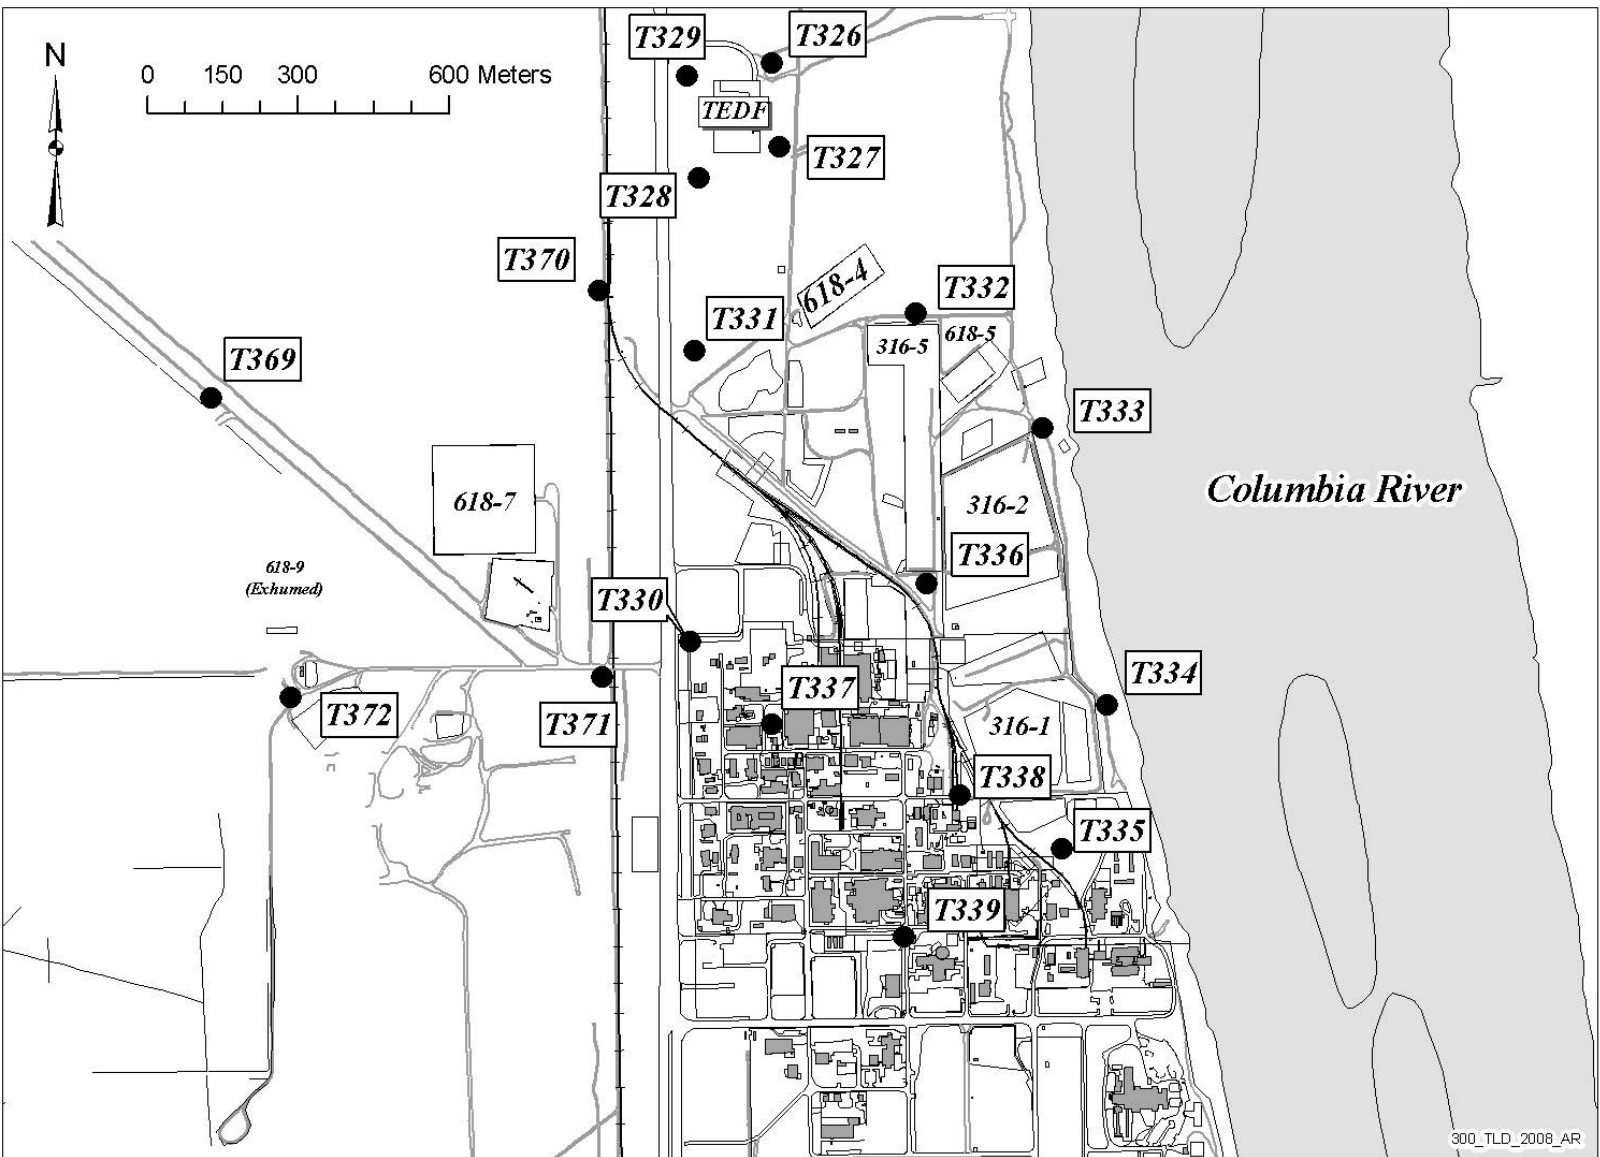 N
0 150 300 600 Meters
T329
T326
TEDF
T327
T328
T370
618-4
T332
T331
618-5
316-5
T369
T333
618-7
316-2
Columbia River
T336
618-9
(Exhumed)
T330
T334
T337
T372
T371
316-1
T338
T335
T339
300_TLD_2008_AR